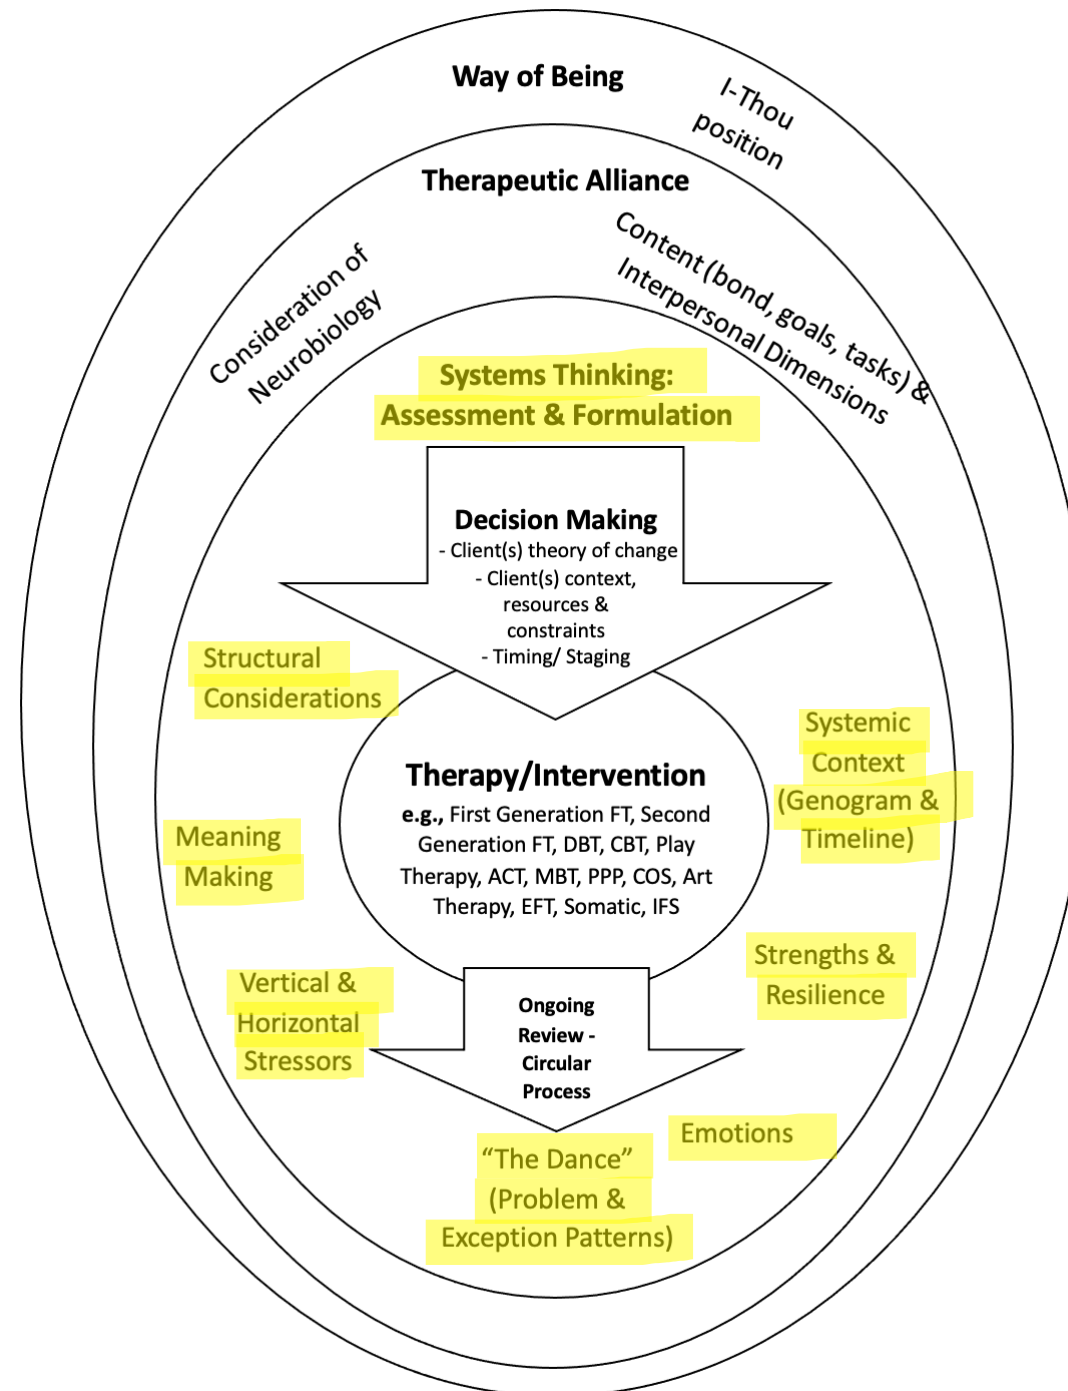 Way of Being
I-Thou
position
Therapeutic Alliance
Consideration of
Neurobiology
Content (bond, goals, tasks) &
Interpersonal Dimensions
Systems Thinking:
Assessment & Formulation
Decision Making
- Client(s) theory of change
- Client(s) context,
resources &
constraints
- Timing/ Staging
Structural
Considerations
Systemic
Context
(Genogram &
Timeline)
Therapy/Intervention
e.g., First Generation FT, Second
Generation FT, DBT, CBT, Play
Therapy, ACT, MBT, PPP, COS, Art
Therapy, EFT, Somatic, IFS
Meaning
Making
Strengths &
Resilience
Vertical &
Horizontal
Stressors
Ongoing
Review -
Circular
Process
Emotions
“The Dance”
(Problem &
Exception Patterns)